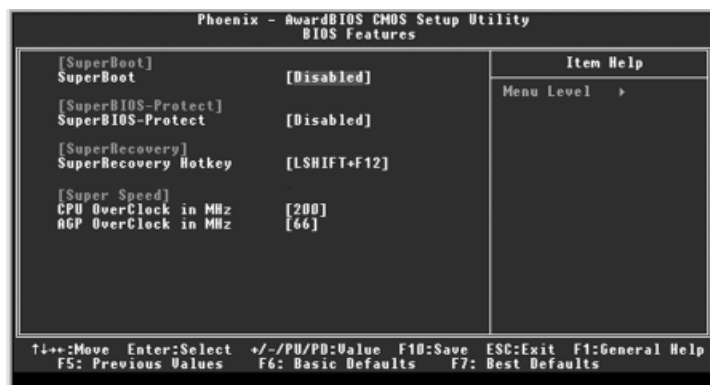 Phoenix - AwardBIOS CMOS Setup Utility
BIOS Features
[SuperBoot]
SuperBoot [Disabled]
[SuperBIOS-Protect]
SuperBIOS-Protect [Disabled]
[SuperRecovery]
SuperRecovery Hotkey [LSHIFT+F12]
[Super Speed]
CPU OverClock in MHz [200]
AGP OverClock in MHz [66]
Item Help
Menu Level ▸
↑↓→←:Move Enter:Select +/-/PU/PD:Value F10:Save ESC:Exit F1:General Help
F5: Previous Values F6: Basic Defaults F7: Best Defaults